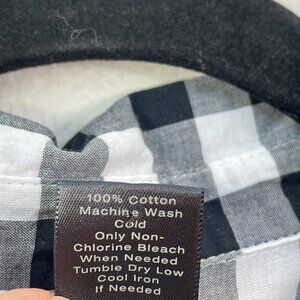 100% Cotton
Machine Wash
Cold
Only Non-
Chlorine Bleach
When Needed
Tumble Dry Low
Cool Iron
If Needed